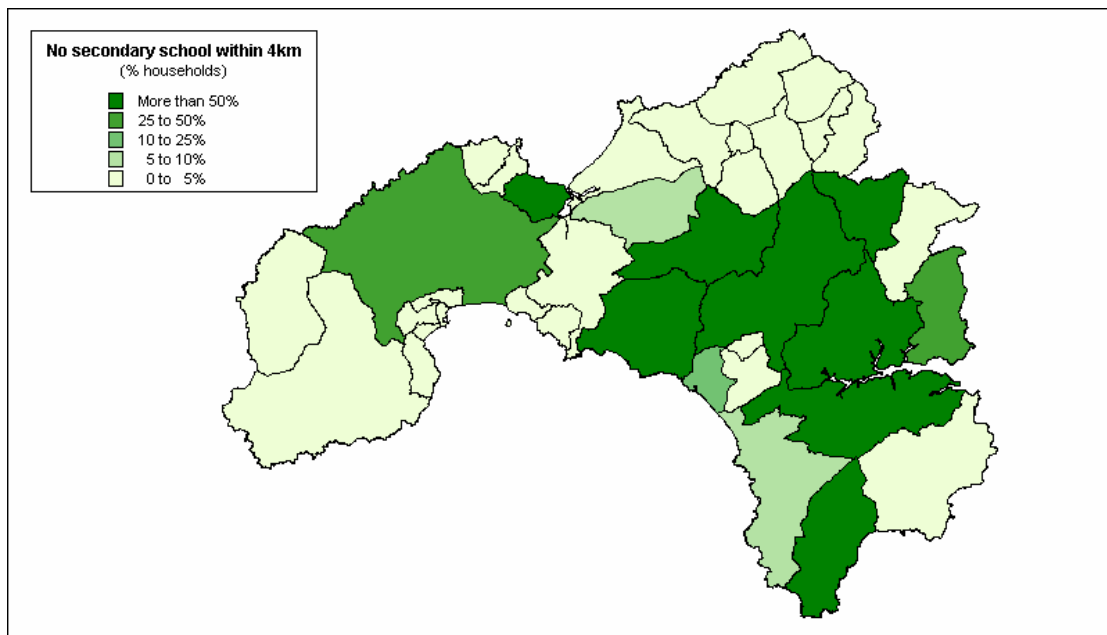 No secondary school within 4km
(% households)
More than 50%
25 to 50%
10 to 25%
5 to 10%
0 to 5%